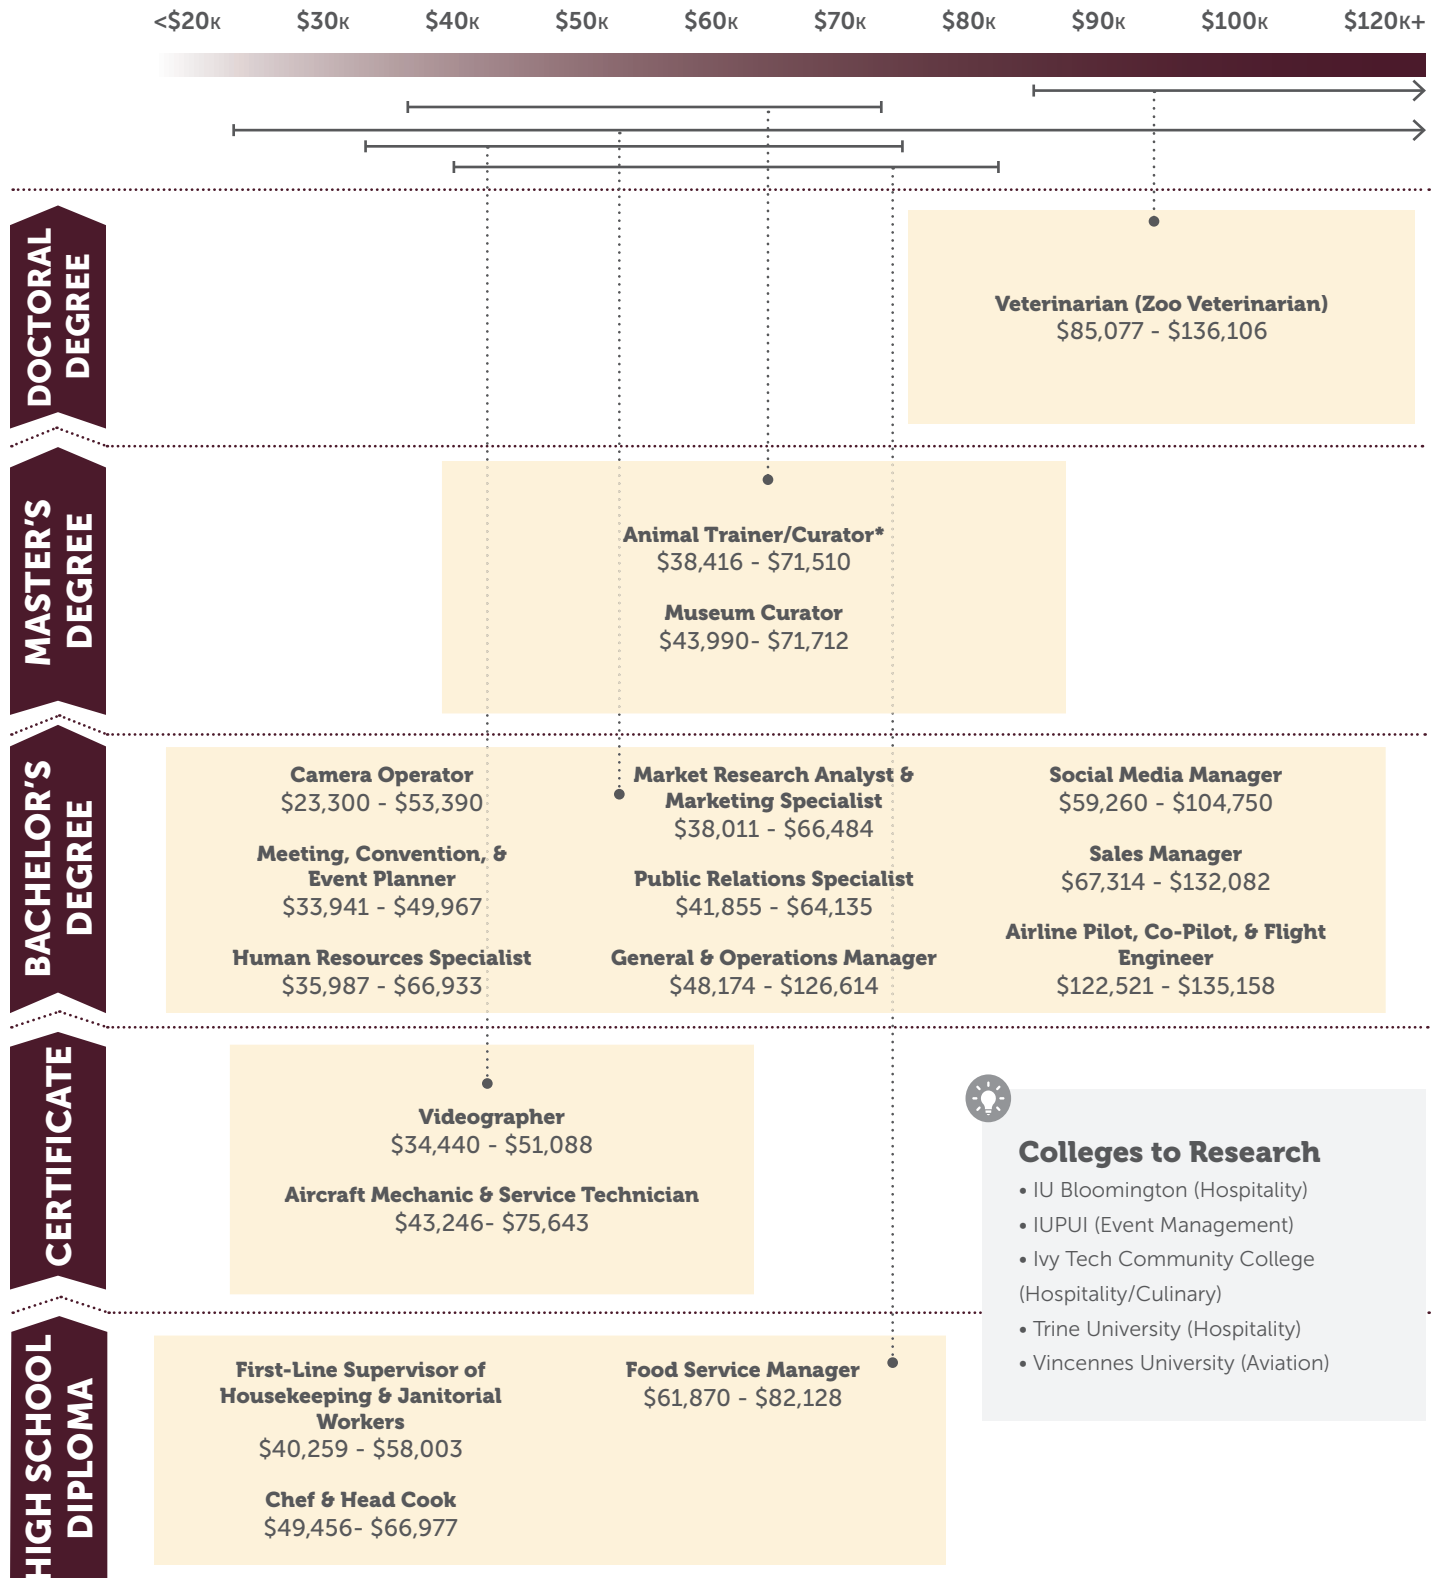 <$20K $30K $40K $50K $60K $70K $80K $90K $100K $120K+
DOCTORAL
DEGREE
Veterinarian (Zoo Veterinarian)
$85,077 - $136,106
MASTER'S
DEGREE
Animal Trainer/Curator*
$38,416 - $71,510
Museum Curator
$43,990- $71,712
BACHELOR'S
DEGREE
Camera Operator
$23,300 - $53,390
Meeting, Convention, &
Event Planner
$33,941 - $49,967
Human Resources Specialist
$35,987 - $66,933
Market Research Analyst &
Marketing Specialist
$38,011 - $66,484
Public Relations Specialist
$41,855 - $64,135
General & Operations Manager
$48,174 - $126,614
Social Media Manager
$59,260 - $104,750
Sales Manager
$67,314 - $132,082
Airline Pilot, Co-Pilot, & Flight
Engineer
$122,521 - $135,158
CERTIFICATE
Videographer
$34,440 - $51,088
Aircraft Mechanic & Service Technician
$43,246- $75,643
Colleges to Research
• IU Bloomington (Hospitality)
• IUPUI (Event Management)
• Ivy Tech Community College
(Hospitality/Culinary)
• Trine University (Hospitality)
• Vincennes University (Aviation)
HIGH SCHOOL
DIPLOMA
First-Line Supervisor of
Housekeeping & Janitorial
Workers
$40,259 - $58,003
Chef & Head Cook
$49,456- $66,977
Food Service Manager
$61,870 - $82,128